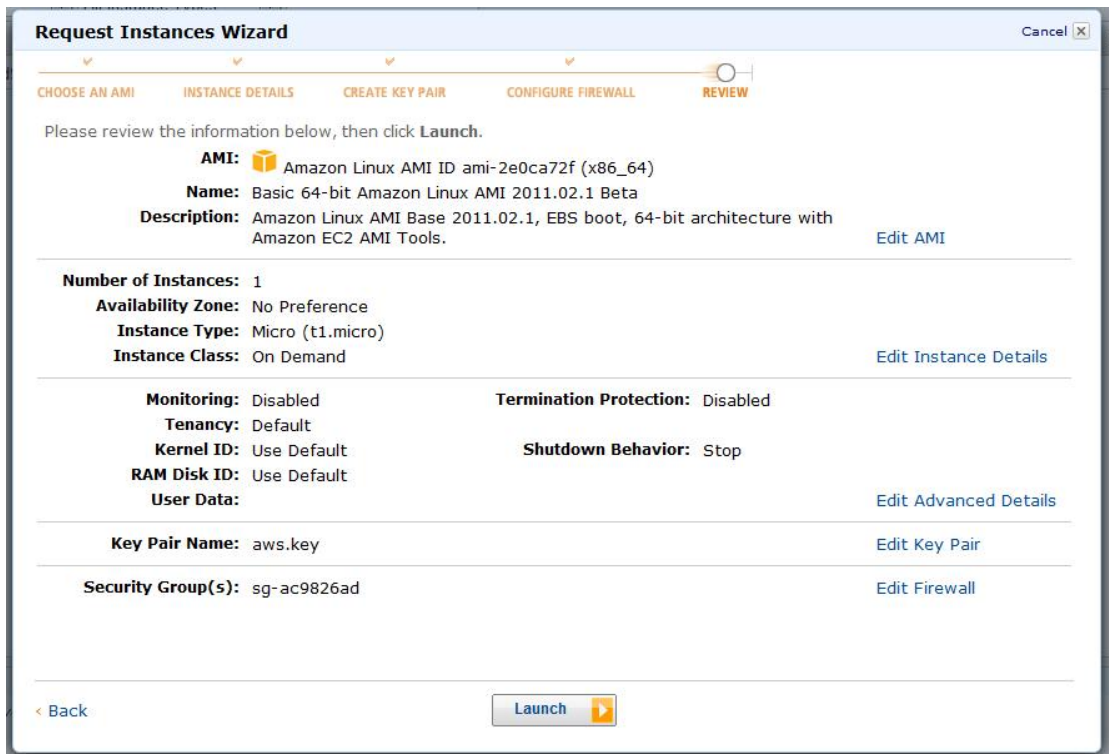 Request Instances Wizard
Cancel
CHOOSE AN AMI INSTANCE DETAILS CREATE KEY PAIR CONFIGURE FIREWALL REVIEW
Please review the information below, then click Launch.
AMI: Amazon Linux AMI ID ami-2e0ca72f (x86_64)
Name: Basic 64-bit Amazon Linux AMI 2011.02.1 Beta
Description: Amazon Linux AMI Base 2011.02.1, EBS boot, 64-bit architecture with
Amazon EC2 AMI Tools. Edit AMI
Number of Instances: 1
Availability Zone: No Preference
Instance Type: Micro (t1.micro)
Instance Class: On Demand Edit Instance Details
Monitoring: Disabled Termination Protection: Disabled
Tenancy: Default
Kernel ID: Use Default Shutdown Behavior: Stop
RAM Disk ID: Use Default
User Data: Edit Advanced Details
Key Pair Name: aws.key Edit Key Pair
Security Group(s): sg-ac9826ad Edit Firewall
< Back Launch